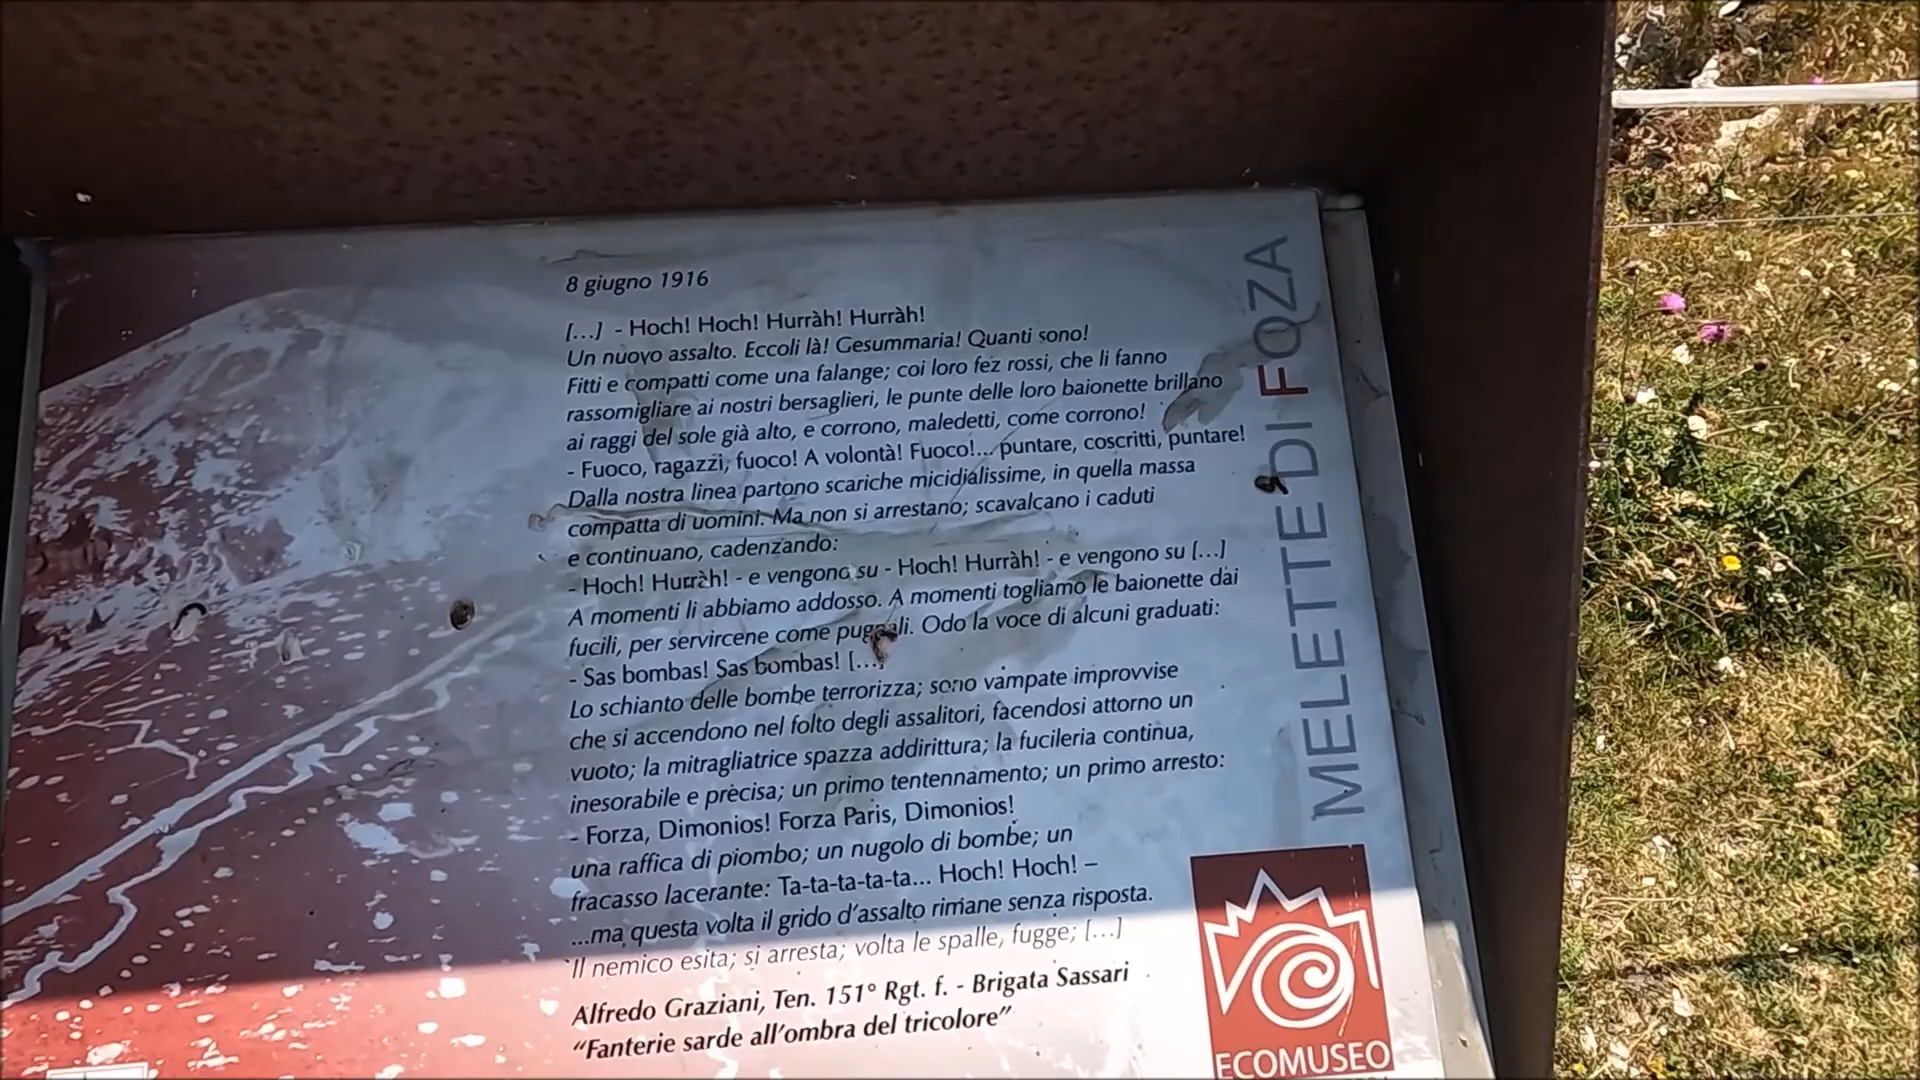 8 giugno 1916
[...] - Hoch! Hoch! Hurràh! Hurràh!
Un nuovo assalto. Eccoli là! Gesummaria! Quanti sono!
Fitti e compatti come una falange; coi loro fez rossi, che li fanno
rassomigliare ai nostri bersaglieri, le punte delle loro baionette brillano
ai raggi del sole già alto, e corrono, maledetti, come corrono!
- Fuoco, ragazzi, fuoco! A volontà! Fuoco!... puntare, coscritti, puntare!
Dalla nostra linea partono scariche micidialissime, in quella massa
compatta di uomini. Ma non si arrestano; scavalcano i caduti
e continuano, cadenzando:
- Hoch! Hurràh! - e vengono su - Hoch! Hurràh! - e vengono su [...]
A momenti li abbiamo addosso. A momenti togliamo le baionette dai
fucili, per servircene come pugnali. Odo la voce di alcuni graduati:
- Sas bombas! Sas bombas! [...]
Lo schianto delle bombe terrorizza; sono vampate improvvise
che si accendono nel folto degli assalitori, facendosi attorno un
vuoto; la mitragliatrice spazza addirittura; la fucileria continua,
inesorabile e precisa; un primo tentennamento; un primo arresto:
- Forza, Dimonios! Forza Paris, Dimonios!
una raffica di piombo; un nugolo di bombe; un
fracasso lacerante: Ta-ta-ta-ta-ta... Hoch! Hoch! –
...ma questa volta il grido d'assalto rimane senza risposta.
Il nemico esita; si arresta; volta le spalle, fugge; [...]
Alfredo Graziani, Ten. 151° Rgt. f. - Brigata Sassari
"Fanterie sarde all'ombra del tricolore"
MELETTE DI FOZA
ECOMUSEO